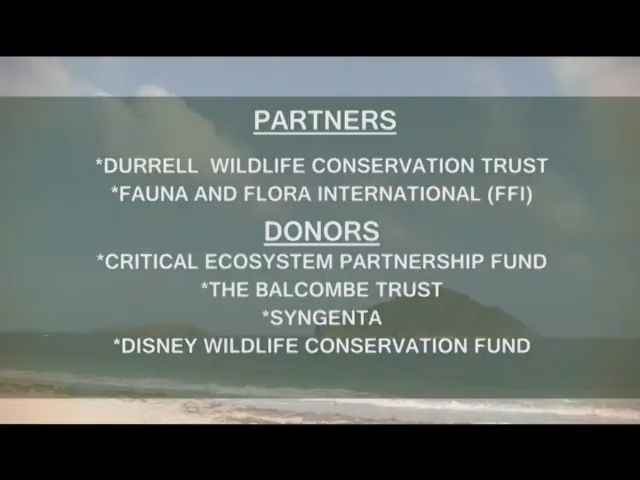 PARTNERS
*DURRELL WILDLIFE CONSERVATION TRUST
*FAUNA AND FLORA INTERNATIONAL (FFI)
DONORS
*CRITICAL ECOSYSTEM PARTNERSHIP FUND
*THE BALCOMBE TRUST
*SYNGENTA
*DISNEY WILDLIFE CONSERVATION FUND